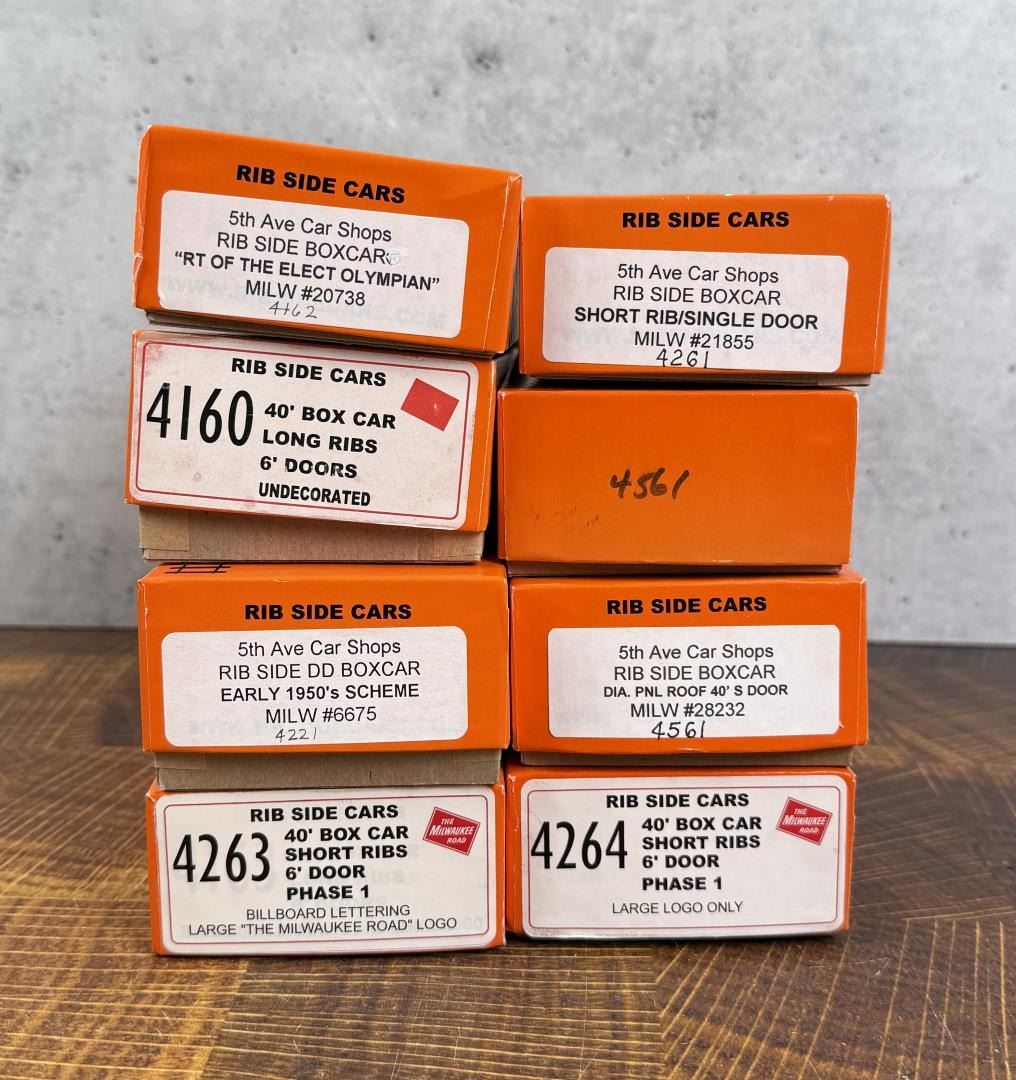 RIB SIDE CARS
5th Ave Car Shops
RIB SIDE BOXCAR
"RT OF THE ELECT OLYMPIAN"
MILW #20738
4162
RIB SIDE CARS
5th Ave Car Shops
RIB SIDE BOXCAR
SHORT RIB/SINGLE DOOR
MILW #21855
4261
RIB SIDE CARS
4160
40' BOX CAR
LONG RIBS
6' DOORS
UNDECORATED
4561
RIB SIDE CARS
5th Ave Car Shops
RIB SIDE DD BOXCAR
EARLY 1950's SCHEME
MILW #6675
4221
RIB SIDE CARS
5th Ave Car Shops
RIB SIDE BOXCAR
DIA. PNL ROOF 40' S DOOR
MILW #28232
4561
RIB SIDE CARS
4263
40' BOX CAR
SHORT RIBS
6' DOOR
PHASE 1
THE
MILWAUKEE
ROAD
BILLBOARD LETTERING
LARGE "THE MILWAUKEE ROAD" LOGO
RIB SIDE CARS
4264
40' BOX CAR
SHORT RIBS
6' DOOR
PHASE 1
THE
MILWAUKEE
ROAD
LARGE LOGO ONLY